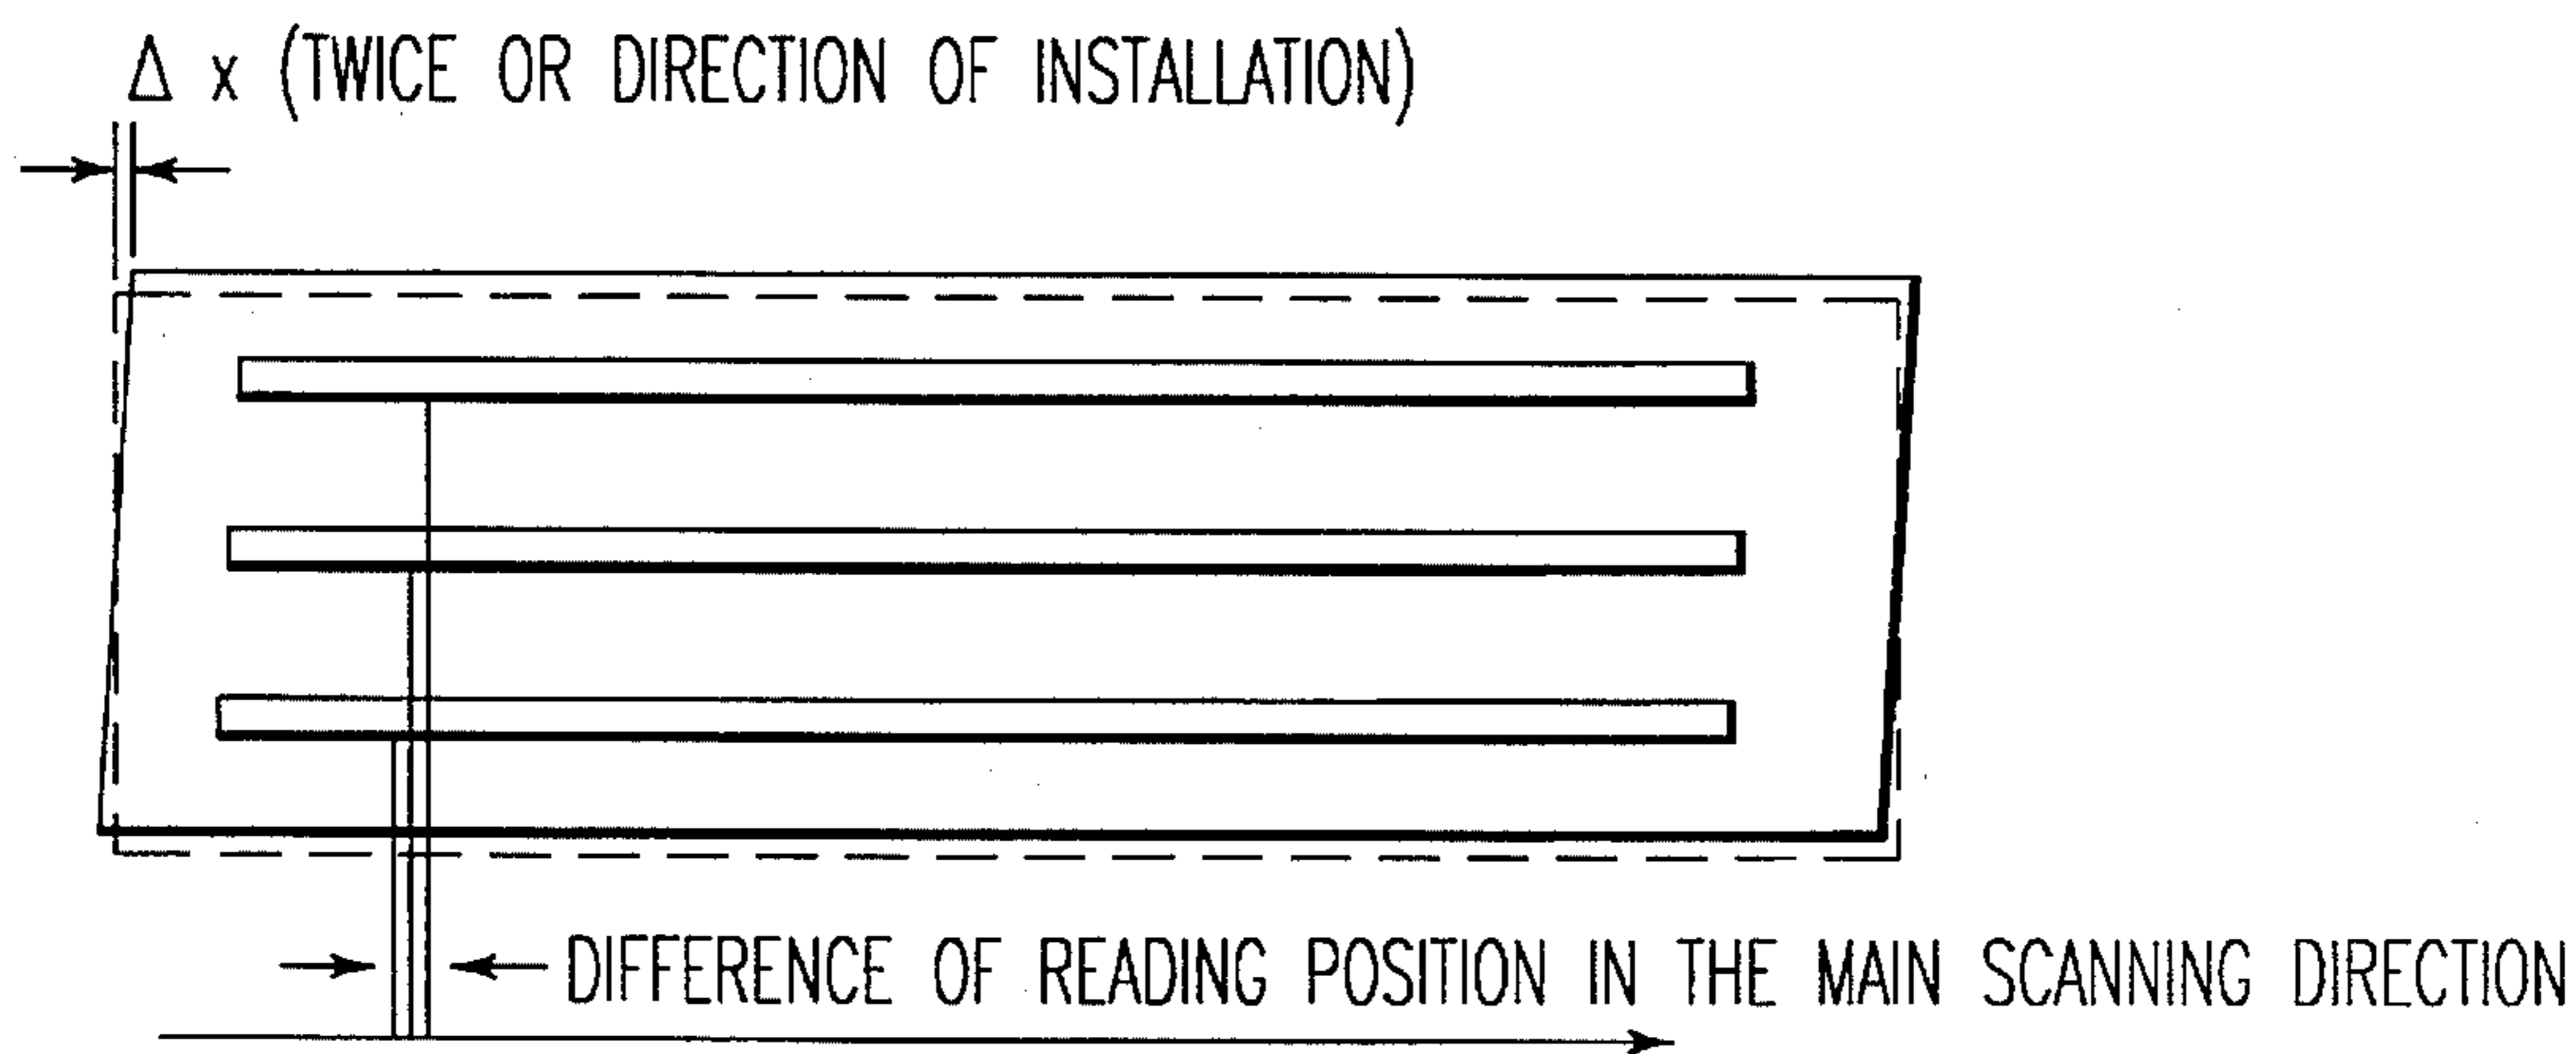 Δ x (TWICE OR DIRECTION OF INSTALLATION)
DIFFERENCE OF READING POSITION IN THE MAIN SCANNING DIRECTION